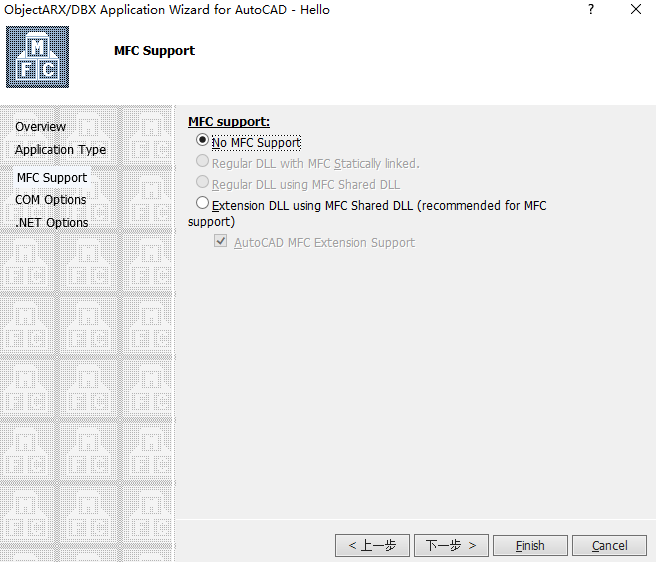 ObjectARX/DBX Application Wizard for AutoCAD - Hello
MFC Support
Overview
Application Type
MFC Support
COM Options
.NET Options
MFC support:
No MFC Support
Regular DLL with MFC Statically linked.
Regular DLL using MFC Shared DLL
Extension DLL using MFC Shared DLL (recommended for MFC
support)
AutoCAD MFC Extension Support
< 上一步
下一步 >
Finish
Cancel